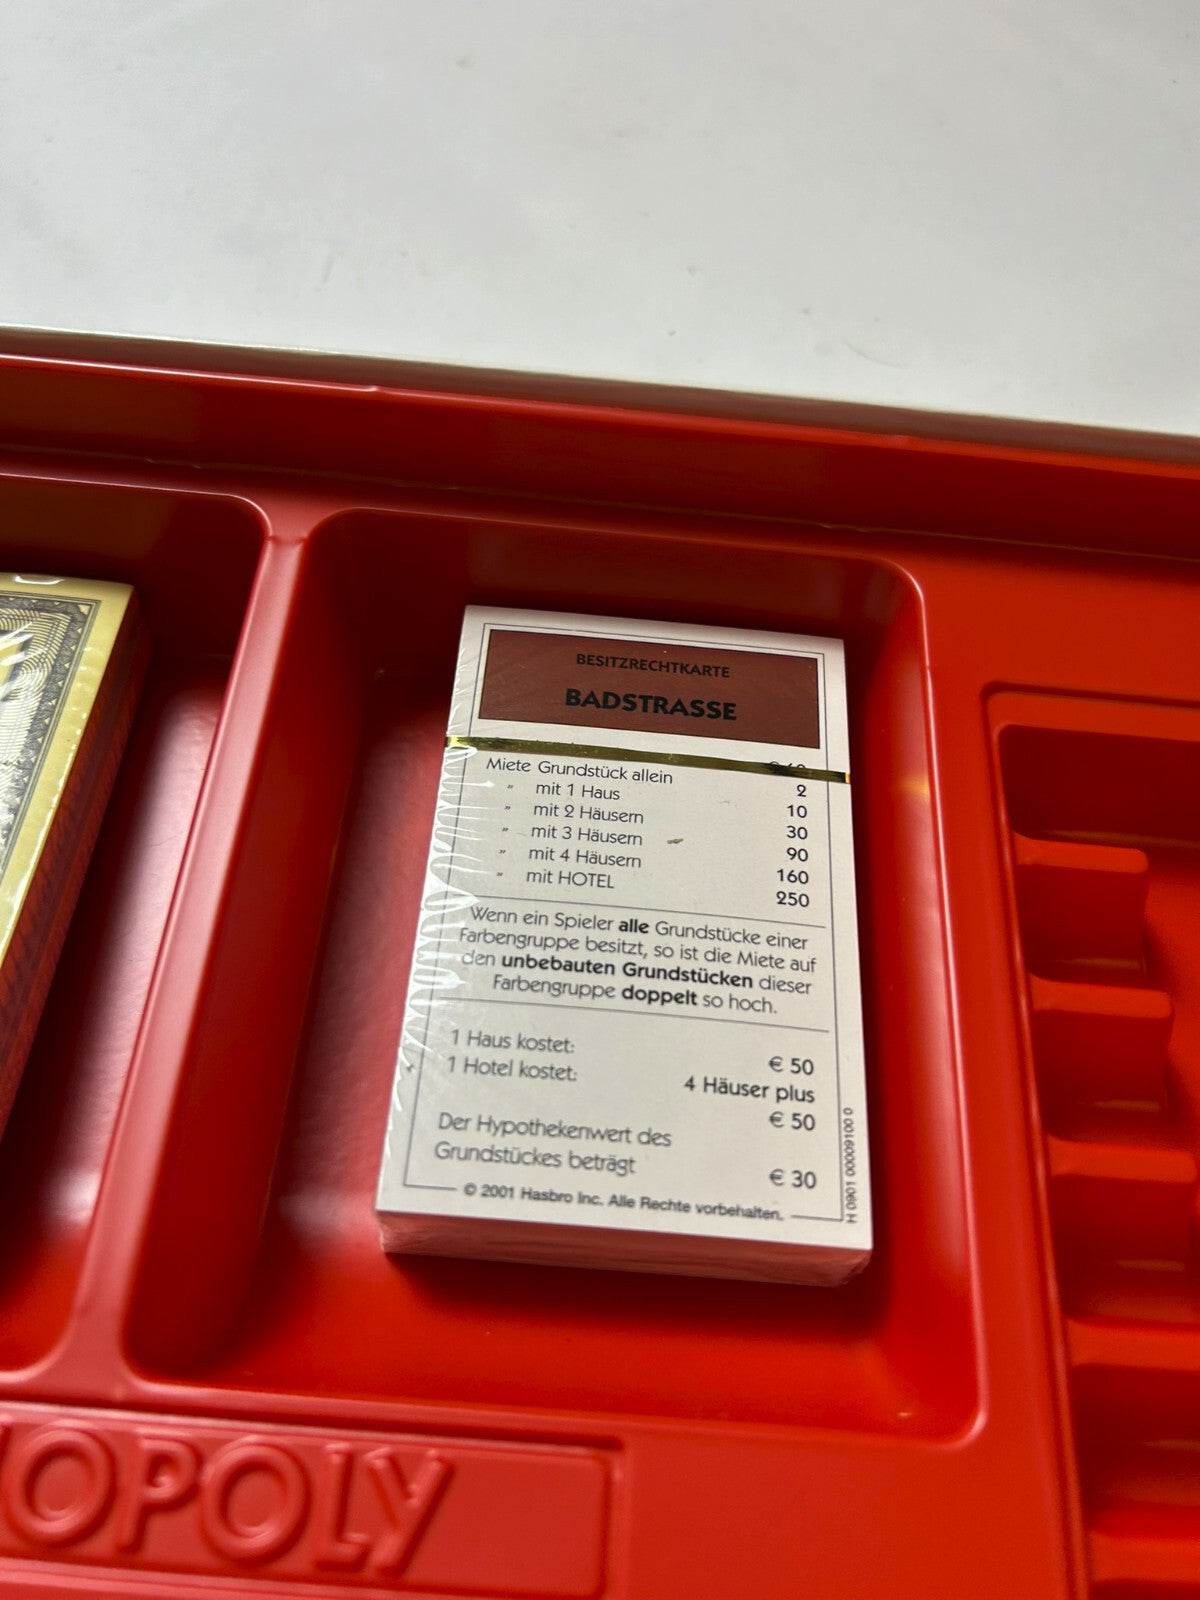 BESITZRECHTKARTE
BADSTRASSE
Miete Grundstück allein 2
" mit 1 Haus 10
" mit 2 Häusern 30
" mit 3 Häusern 90
" mit 4 Häusern 160
" mit HOTEL 250
Wenn ein Spieler alle Grundstücke einer
Farbengruppe besitzt, so ist die Miete auf
den unbebauten Grundstücken dieser
Farbengruppe doppelt so hoch.
1 Haus kostet: € 50
1 Hotel kostet: 4 Häuser plus
€ 50
Der Hypothekenwert des
Grundstückes beträgt € 30
© 2001 Hasbro Inc. Alle Rechte vorbehalten.
H 0901 00009100 0
OPOLY